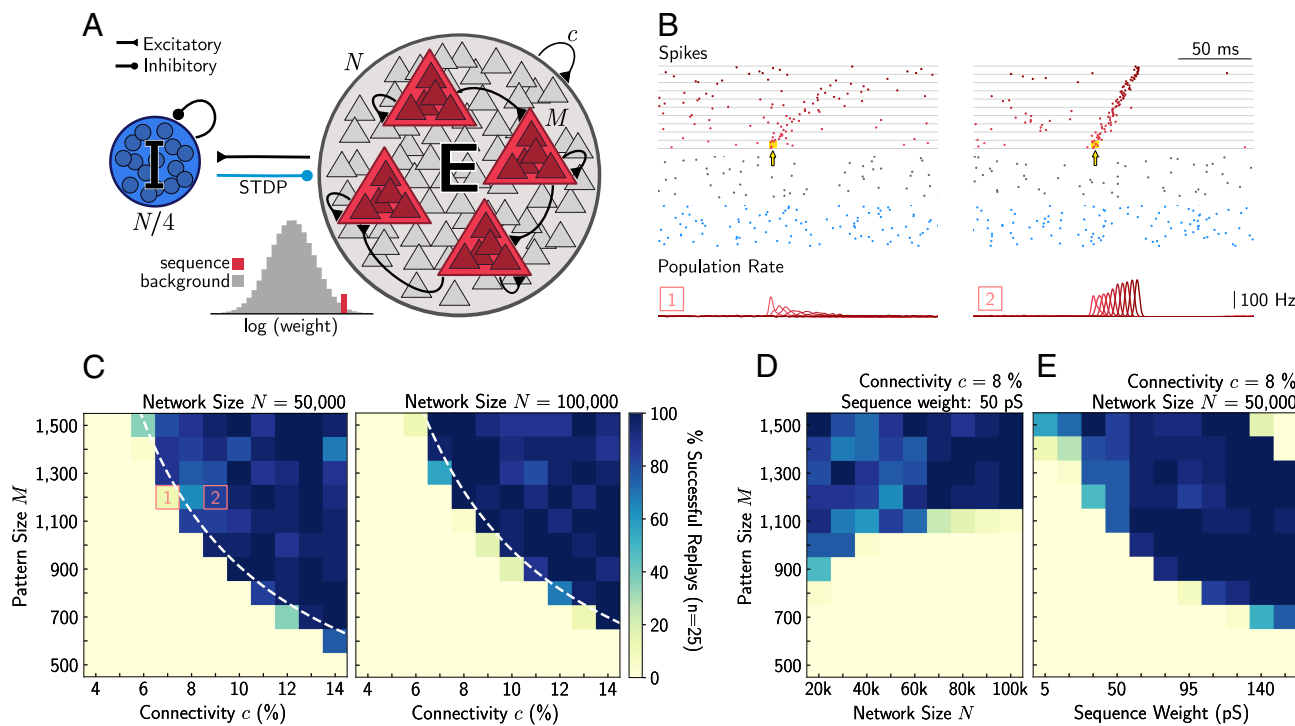 A
Excitatory
Inhibitory
N
c
M
I
E
STDP
N/4
sequence
background
log (weight)
B
50 ms
Spikes
Population Rate
1
2
100 Hz
C
Network Size N = 50,000
Network Size N = 100,000
1,500
1,300
1,100
900
700
500
Pattern Size M
1
2
4 6 8 10 12 14
Connectivity c (%)
4 6 8 10 12 14
Connectivity c (%)
100
80
60
40
20
0
% Successful Replays (n=25)
D
Connectivity c = 8 %
Sequence weight: 50 pS
1,500
1,300
1,100
900
700
500
Pattern Size M
20k 40k 60k 80k 100k
Network Size N
E
Connectivity c = 8 %
Network Size N = 50,000
5 50 95 140
Sequence Weight (pS)